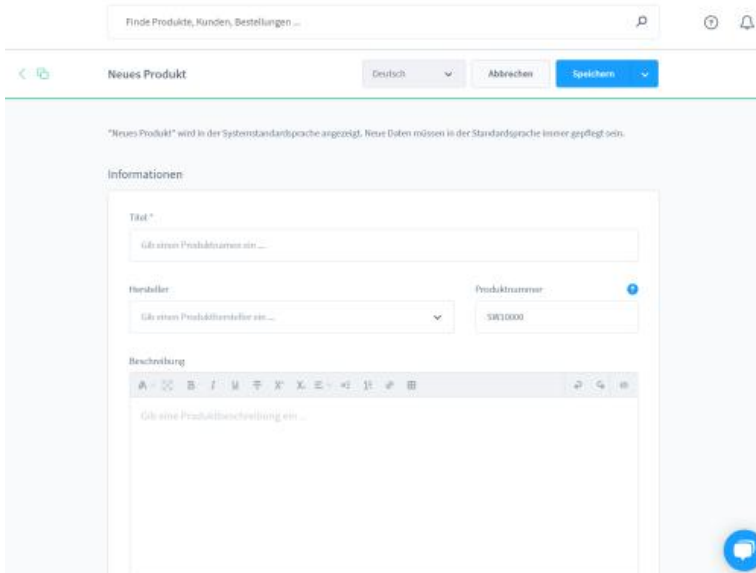 Finde Produkte, Kunden, Bestellungen ...
Neues Produkt
Deutsch
Abbrechen
Speichern
"Neues Produkt" wird in der Systemstandardsprache angezeigt. Neue Daten müssen in der Standardsprache immer gepflegt sein.
Informationen
Titel *
Gib einen Produktnamen ein ...
Hersteller
Produktnummer
Gib einen Produkthersteller ein ...
SW10000
Beschreibung
Gib eine Produktbeschreibung ein ...